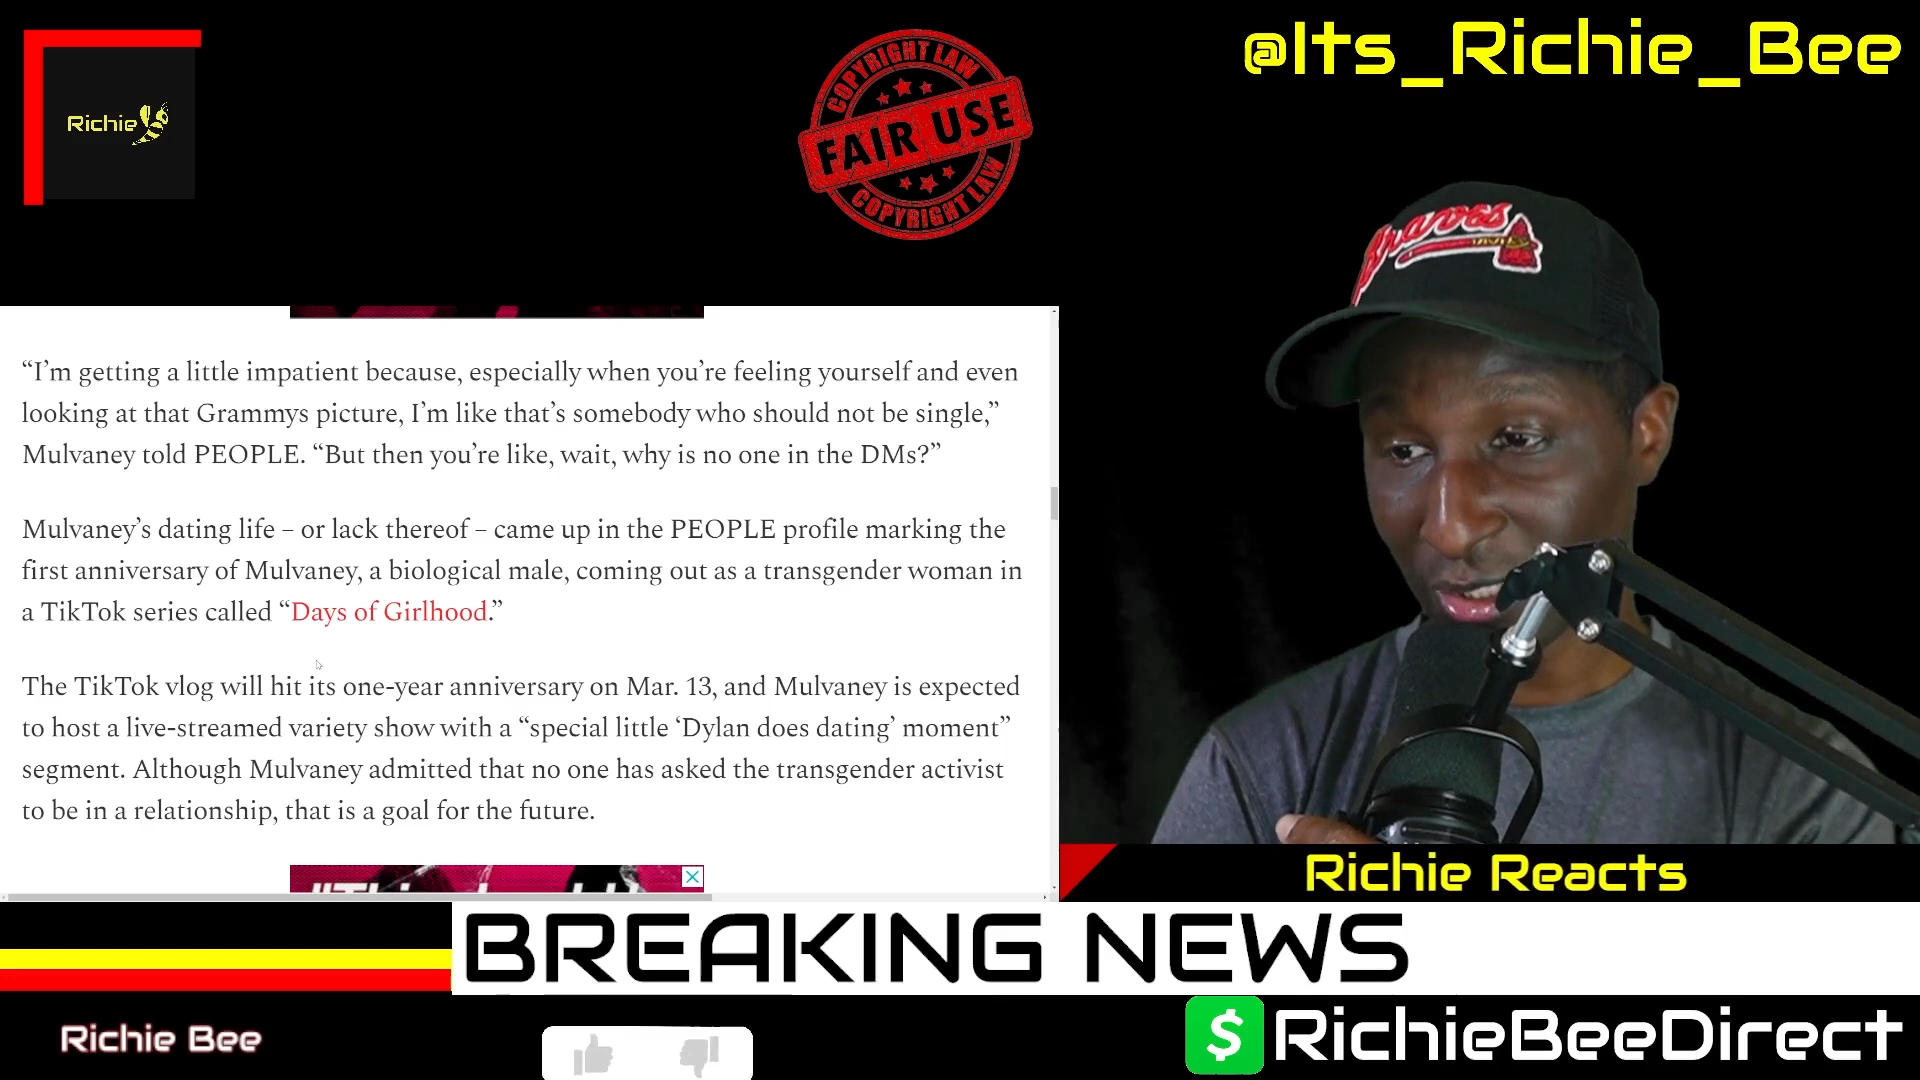 @Its_Richie_Bee
Richie
COPYRIGHT LAW
FAIR USE
COPYRIGHT LAW
Braves
“I’m getting a little impatient because, especially when you’re feeling yourself and even
looking at that Grammys picture, I’m like that’s somebody who should not be single,”
Mulvaney told PEOPLE. “But then you’re like, wait, why is no one in the DMs?”
Mulvaney’s dating life – or lack thereof – came up in the PEOPLE profile marking the
first anniversary of Mulvaney, a biological male, coming out as a transgender woman in
a TikTok series called “Days of Girlhood.”
The TikTok vlog will hit its one-year anniversary on Mar. 13, and Mulvaney is expected
to host a live-streamed variety show with a “special little ‘Dylan does dating’ moment”
segment. Although Mulvaney admitted that no one has asked the transgender activist
to be in a relationship, that is a goal for the future.
Richie Reacts
BREAKING NEWS
Richie Bee
$ RichieBeeDirect